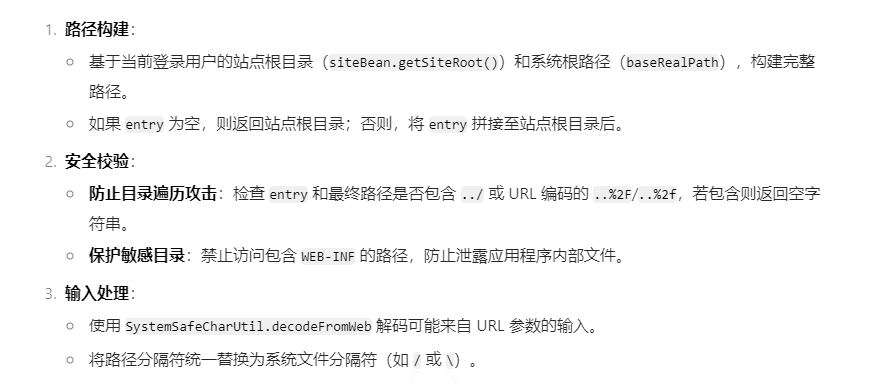 1. 路径构建：
○ 基于当前登录用户的站点根目录（siteBean.getSiteRoot()）和系统根路径（baseRealPath），构建完整
路径。
○ 如果 entry 为空，则返回站点根目录；否则，将 entry 拼接至站点根目录后。
2. 安全校验：
○ 防止目录遍历攻击：检查 entry 和最终路径是否包含 ../ 或 URL 编码的 ..%2F/..%2f，若包含则返回空字
符串。
○ 保护敏感目录：禁止访问包含 WEB-INF 的路径，防止泄露应用程序内部文件。
3. 输入处理：
○ 使用 SystemSafeCharUtil.decodeFromWeb 解码可能来自 URL 参数的输入。
○ 将路径分隔符统一替换为系统文件分隔符（如 / 或 \）。